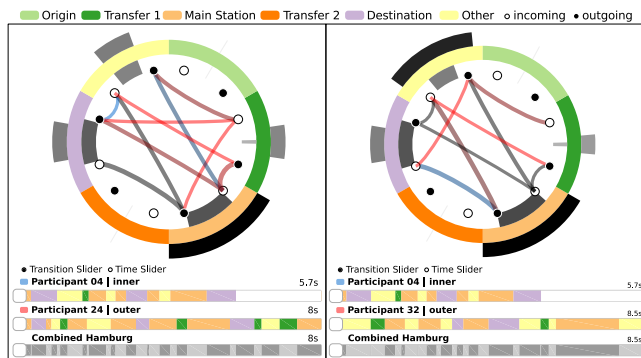 Origin Transfer 1 Main Station Transfer 2 Destination Other incoming outgoing
Transition Slider Time Slider
Participant 04 | inner 5.7s
Participant 24 | outer 8s
Combined Hamburg 8s
Transition Slider Time Slider
Participant 04 | inner 5.7s
Participant 32 | outer 8.5s
Combined Hamburg 8.5s